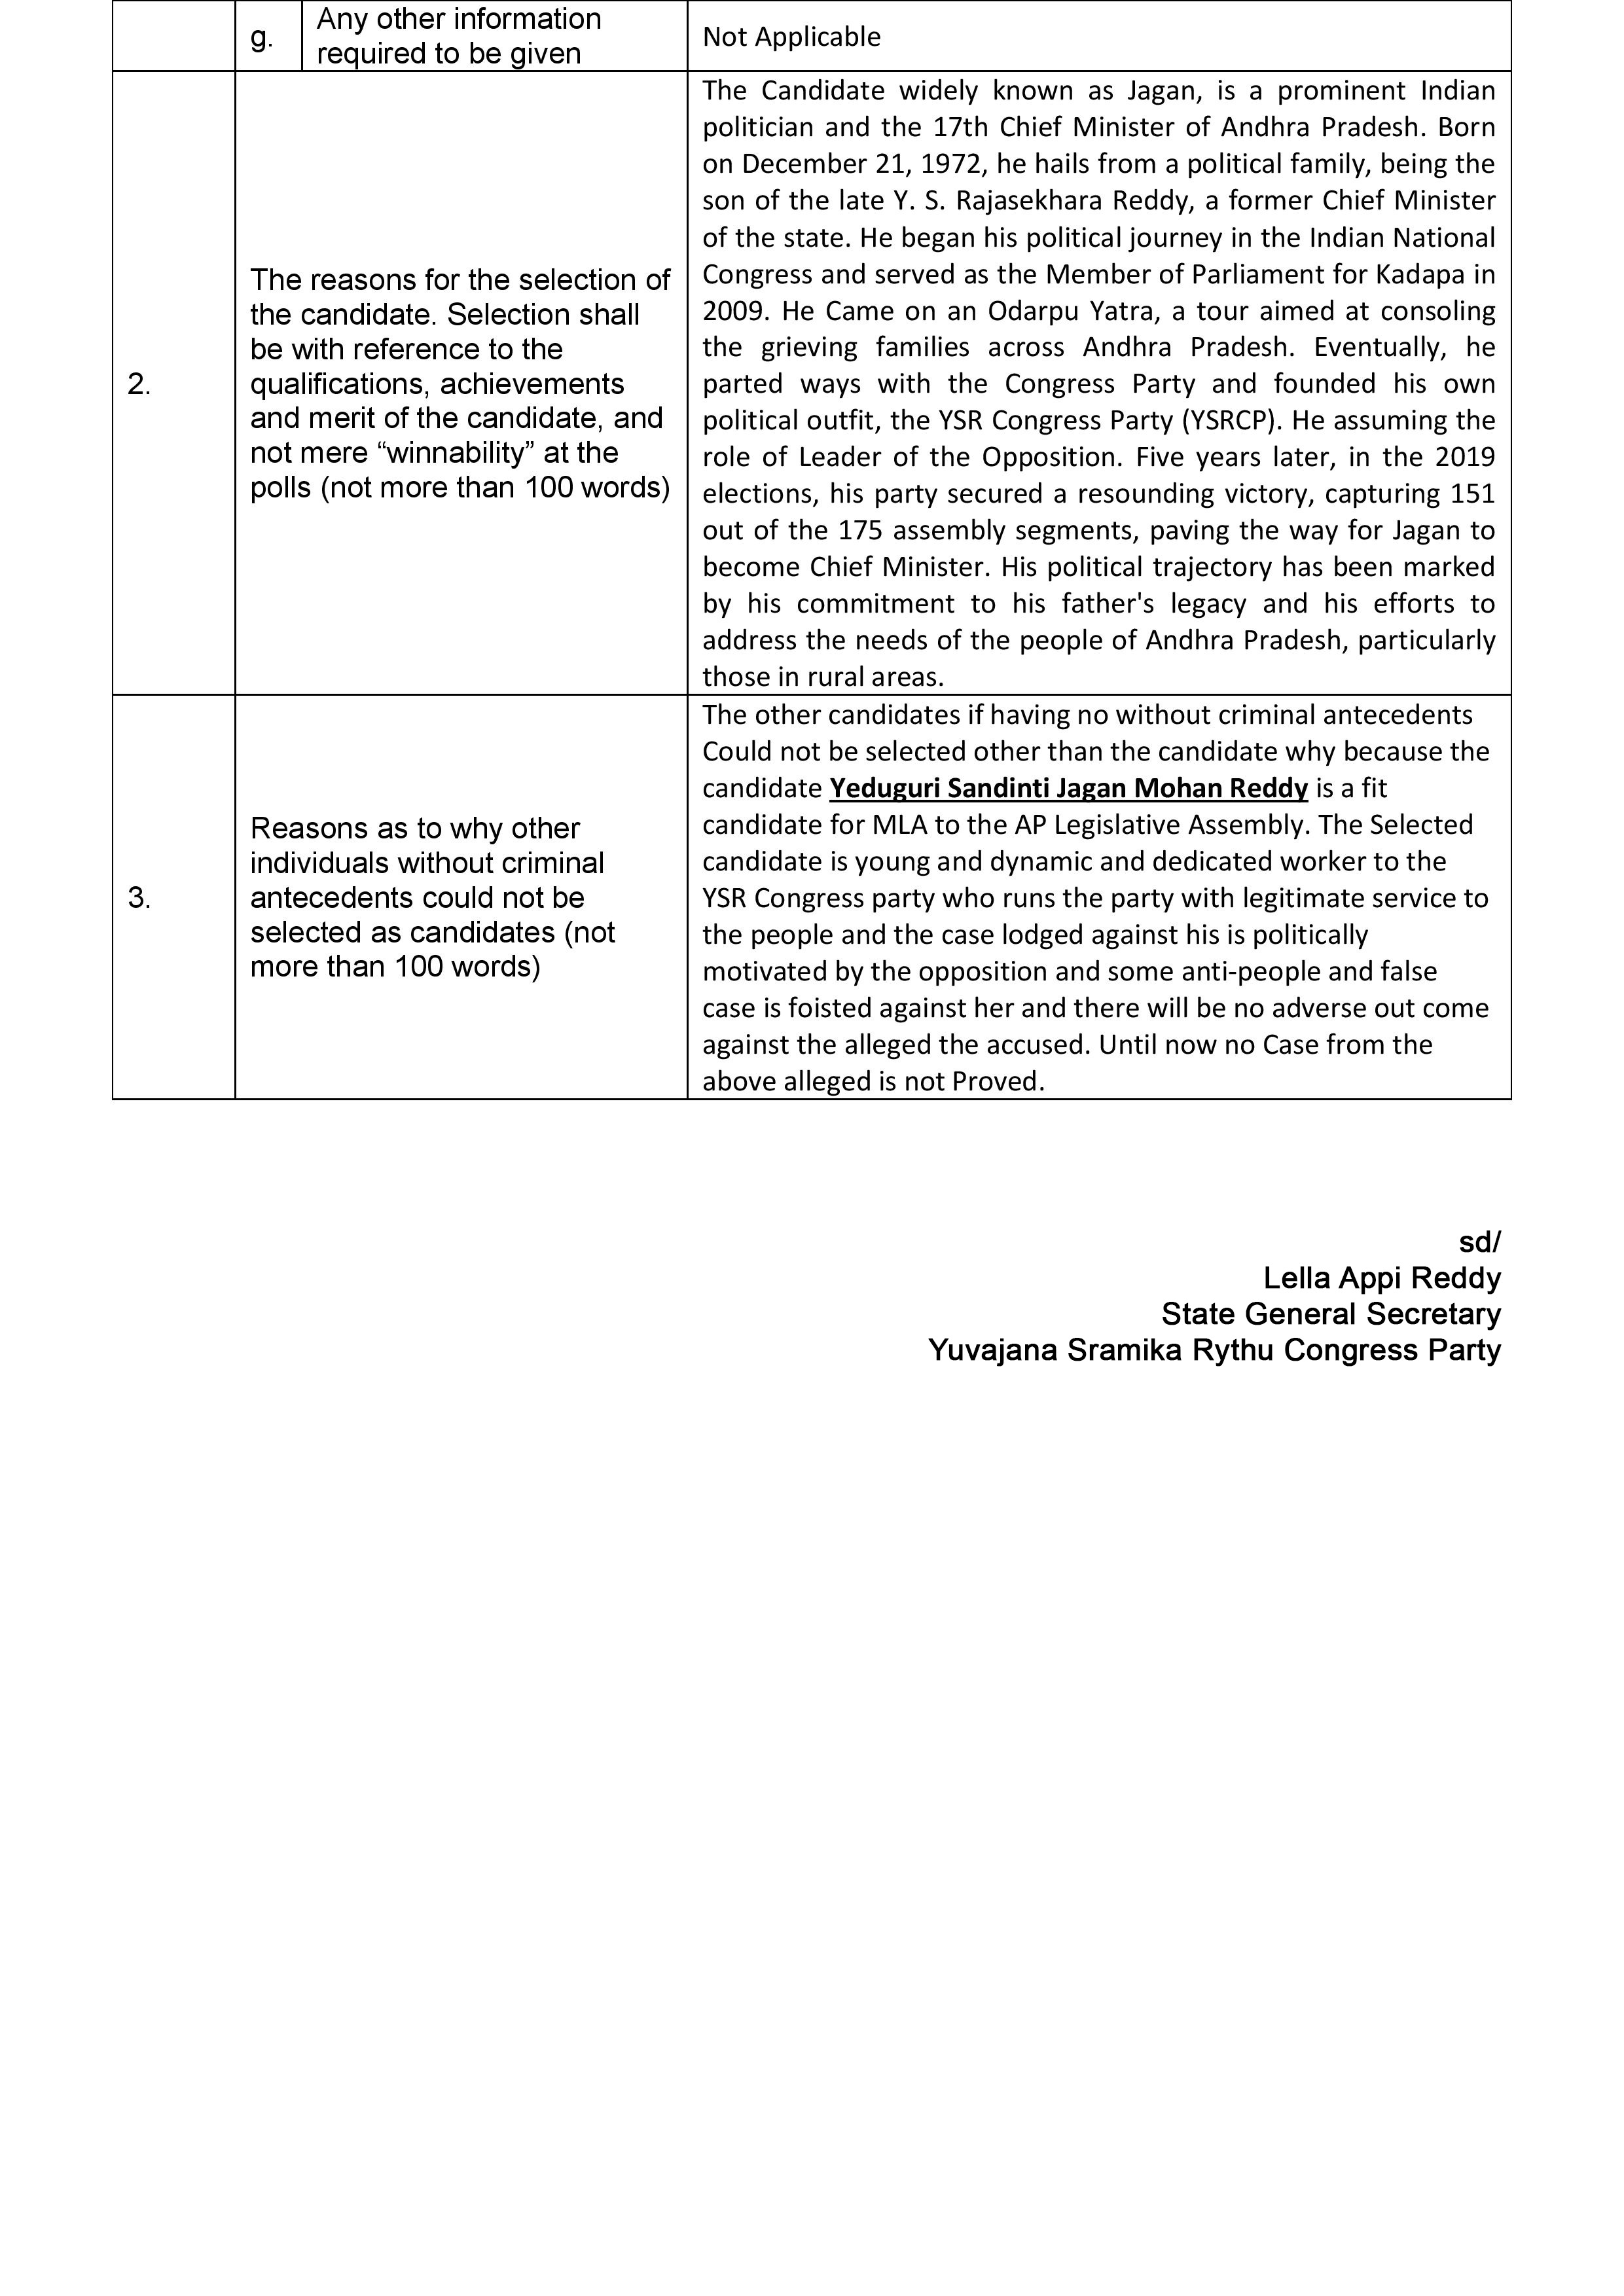 g.
Any other information
required to be given
Not Applicable
2.
The reasons for the selection of
the candidate. Selection shall
be with reference to the
qualifications, achievements
and merit of the candidate, and
not mere “winnability” at the
polls (not more than 100 words)
The Candidate widely known as Jagan, is a prominent Indian
politician and the 17th Chief Minister of Andhra Pradesh. Born
on December 21, 1972, he hails from a political family, being the
son of the late Y. S. Rajasekhara Reddy, a former Chief Minister
of the state. He began his political journey in the Indian National
Congress and served as the Member of Parliament for Kadapa in
2009. He Came on an Odarpu Yatra, a tour aimed at consoling
the grieving families across Andhra Pradesh. Eventually, he
parted ways with the Congress Party and founded his own
political outfit, the YSR Congress Party (YSRCP). He assuming the
role of Leader of the Opposition. Five years later, in the 2019
elections, his party secured a resounding victory, capturing 151
out of the 175 assembly segments, paving the way for Jagan to
become Chief Minister. His political trajectory has been marked
by his commitment to his father's legacy and his efforts to
address the needs of the people of Andhra Pradesh, particularly
those in rural areas.
3.
Reasons as to why other
individuals without criminal
antecedents could not be
selected as candidates (not
more than 100 words)
The other candidates if having no without criminal antecedents
Could not be selected other than the candidate why because the
candidate Yeduguri Sandinti Jagan Mohan Reddy is a fit
candidate for MLA to the AP Legislative Assembly. The Selected
candidate is young and dynamic and dedicated worker to the
YSR Congress party who runs the party with legitimate service to
the people and the case lodged against his is politically
motivated by the opposition and some anti-people and false
case is foisted against her and there will be no adverse out come
against the alleged the accused. Until now no Case from the
above alleged is not Proved.
sd/
Lella Appi Reddy
State General Secretary
Yuvajana Sramika Rythu Congress Party